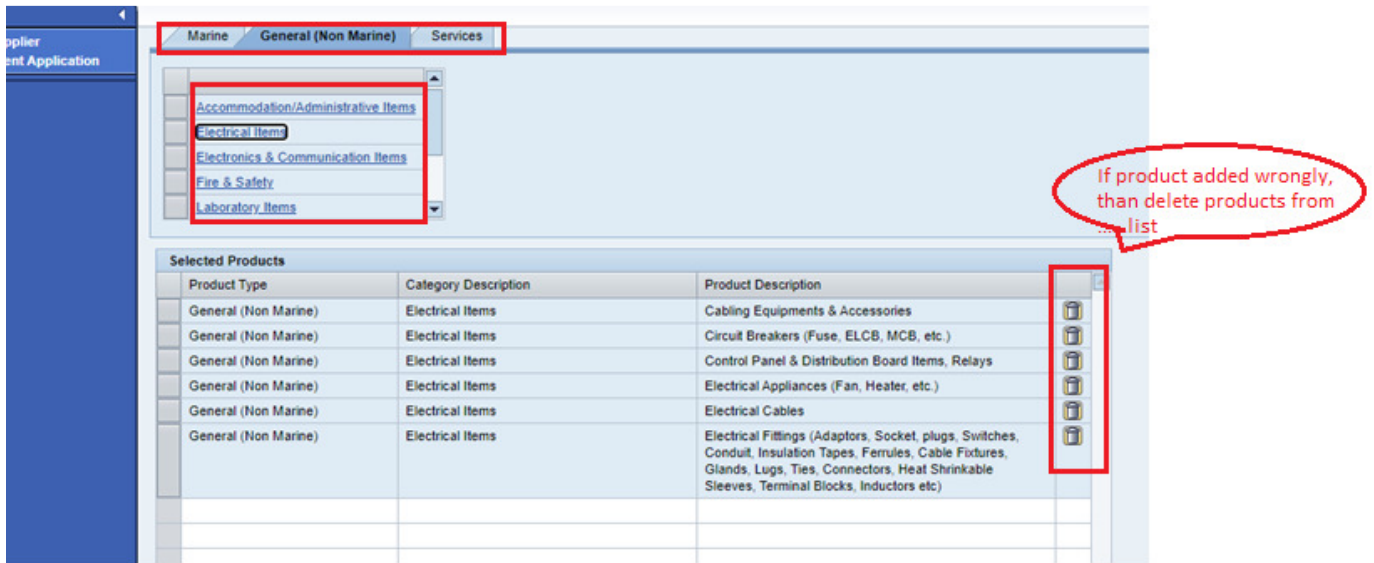 Marine
General (Non Marine)
Services
Application
Accommodation/Administrative Items
Electrical Items
Electronics & Communication Items
Fire & Safety
Laboratory Items
If product added wrongly,
than delete products from
list
Selected Products
Product Type Category Description Product Description
General (Non Marine) Electrical Items Cabling Equipments & Accessories
General (Non Marine) Electrical Items Circuit Breakers (Fuse, ELCB, MCB, etc.)
General (Non Marine) Electrical Items Control Panel & Distribution Board Items, Relays
General (Non Marine) Electrical Items Electrical Appliances (Fan, Heater, etc.)
General (Non Marine) Electrical Items Electrical Cables
General (Non Marine) Electrical Items Electrical Fittings (Adaptors, Socket, plugs, Switches,
Conduit, Insulation Tapes, Ferrules, Cable Fixtures,
Glands, Lugs, Ties, Connectors, Heat Shrinkable
Sleeves, Terminal Blocks, Inductors etc)